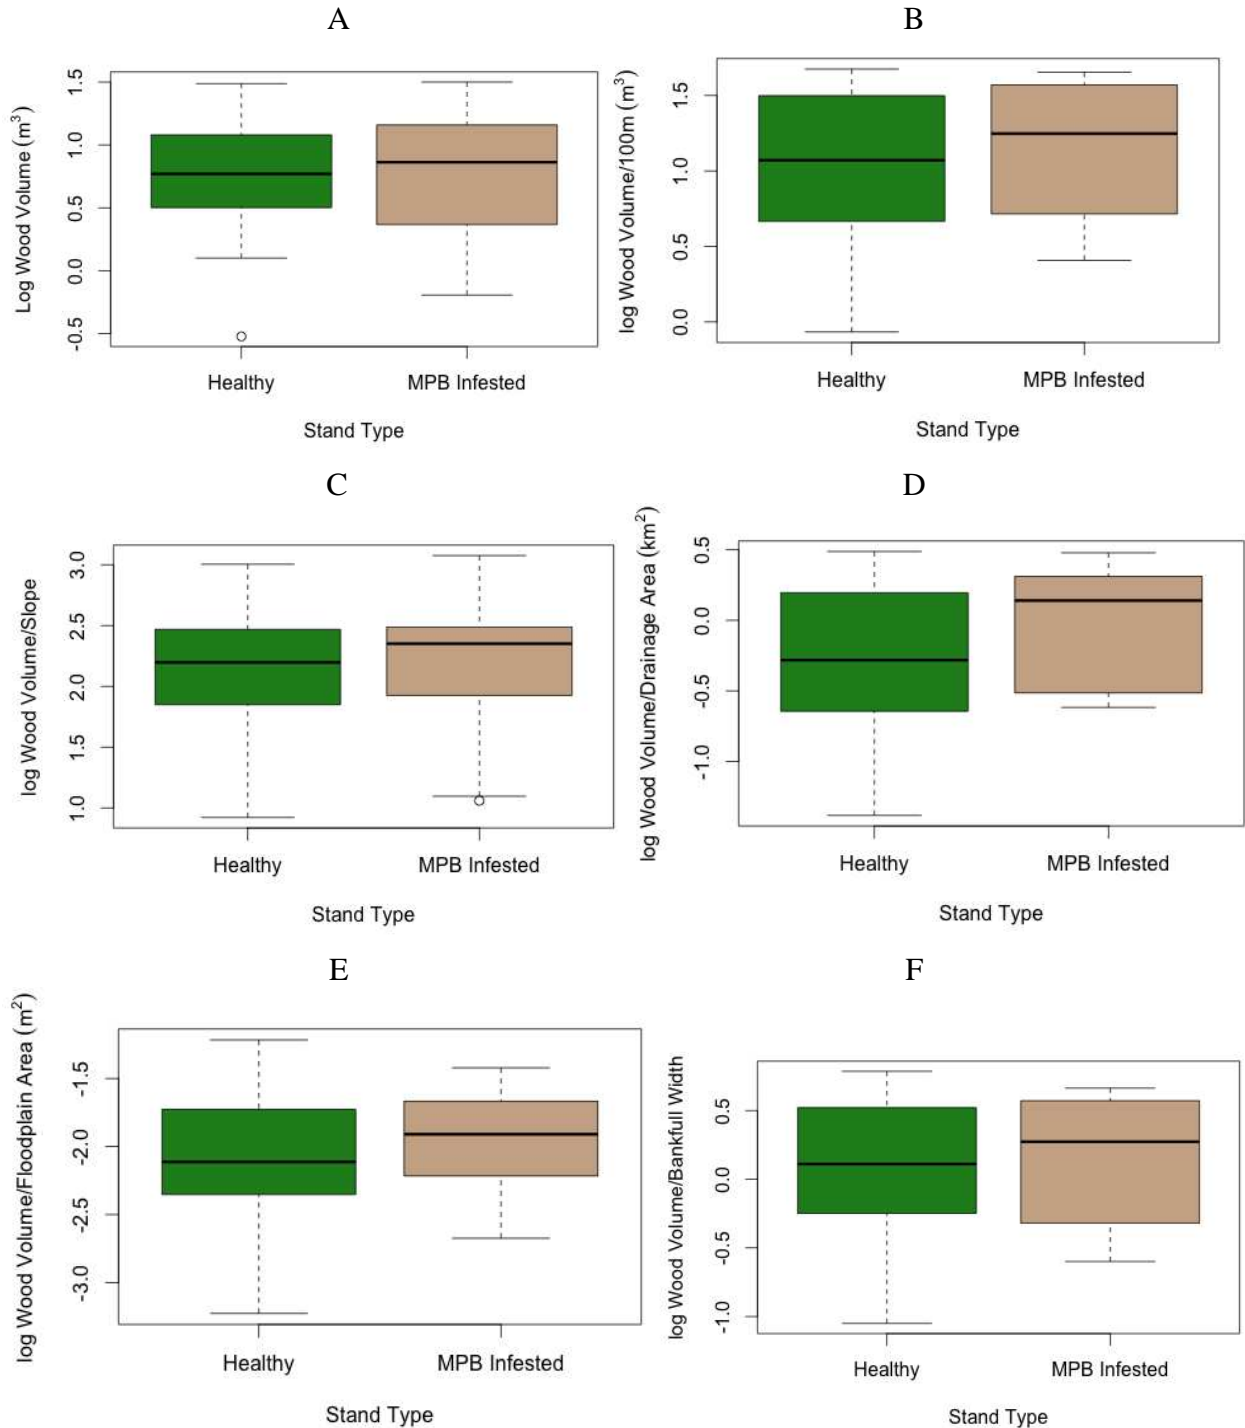 A
Log Wood Volume (m³)
1.5
1.0
0.5
0.0
-0.5
Healthy
MPB Infested
Stand Type
B
log Wood Volume/100m (m³)
1.5
1.0
0.5
0.0
Healthy
MPB Infested
Stand Type
C
log Wood Volume/Slope
3.0
2.5
2.0
1.5
1.0
Healthy
MPB Infested
Stand Type
D
log Wood Volume/Drainage Area (km²)
0.5
0.0
-0.5
-1.0
Healthy
MPB Infested
Stand Type
E
log Wood Volume/Floodplain Area (m²)
-1.5
-2.0
-2.5
-3.0
Healthy
MPB Infested
Stand Type
F
log Wood Volume/Bankfull Width
0.5
0.0
-0.5
-1.0
Healthy
MPB Infested
Stand Type